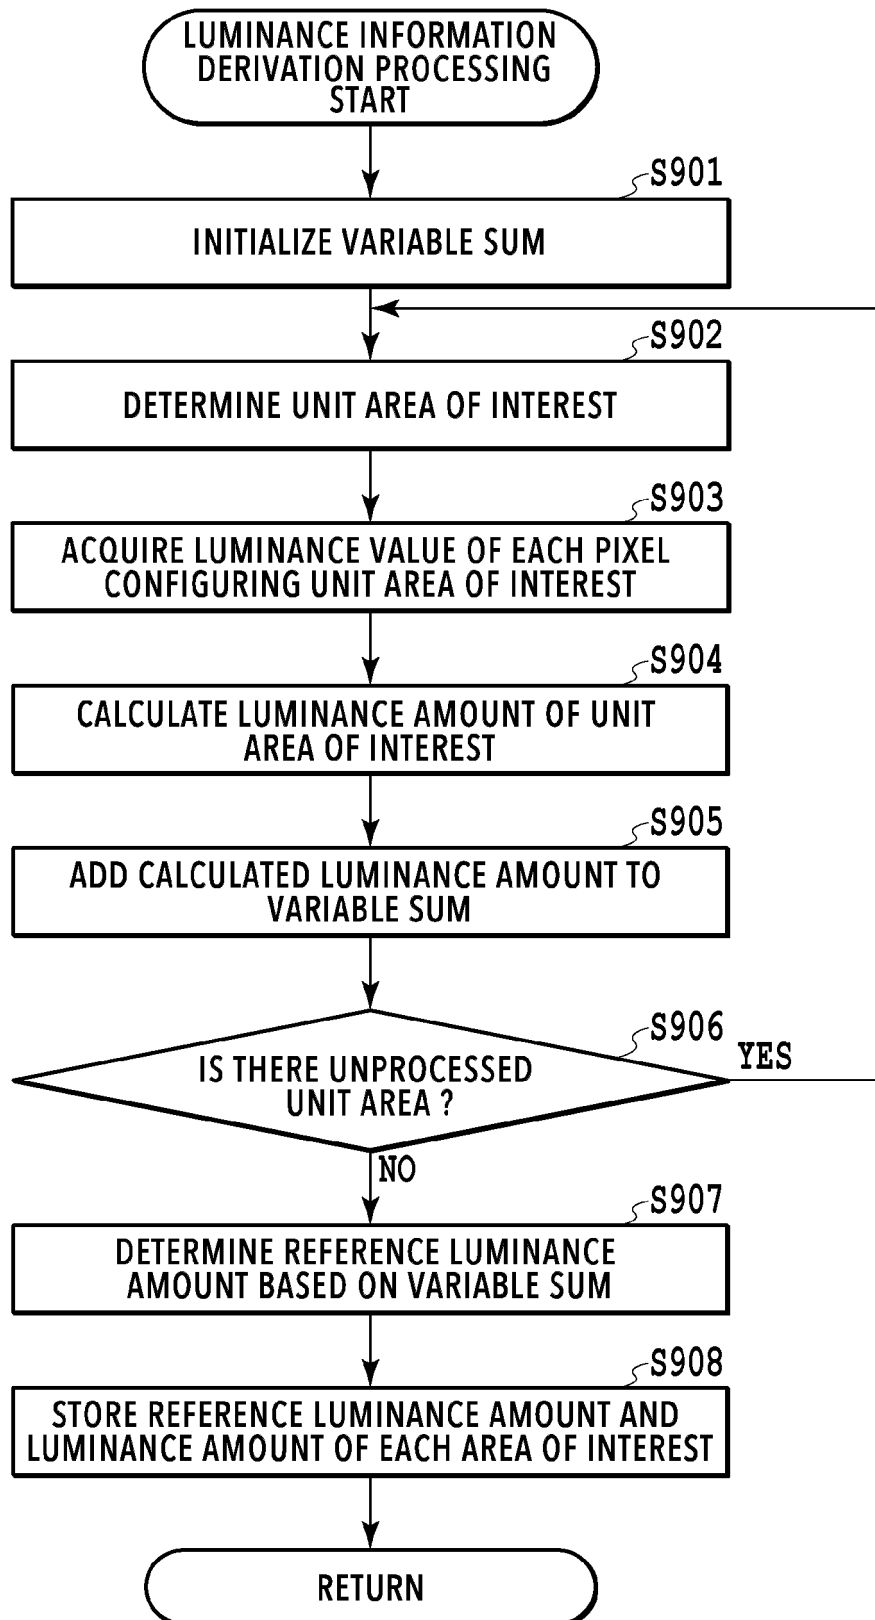 LUMINANCE INFORMATION
DERIVATION PROCESSING
START
S901
INITIALIZE VARIABLE SUM
S902
DETERMINE UNIT AREA OF INTEREST
S903
ACQUIRE LUMINANCE VALUE OF EACH PIXEL
CONFIGURING UNIT AREA OF INTEREST
S904
CALCULATE LUMINANCE AMOUNT OF UNIT
AREA OF INTEREST
S905
ADD CALCULATED LUMINANCE AMOUNT TO
VARIABLE SUM
S906
YES
IS THERE UNPROCESSED
UNIT AREA ?
NO
S907
DETERMINE REFERENCE LUMINANCE
AMOUNT BASED ON VARIABLE SUM
S908
STORE REFERENCE LUMINANCE AMOUNT AND
LUMINANCE AMOUNT OF EACH AREA OF INTEREST
RETURN